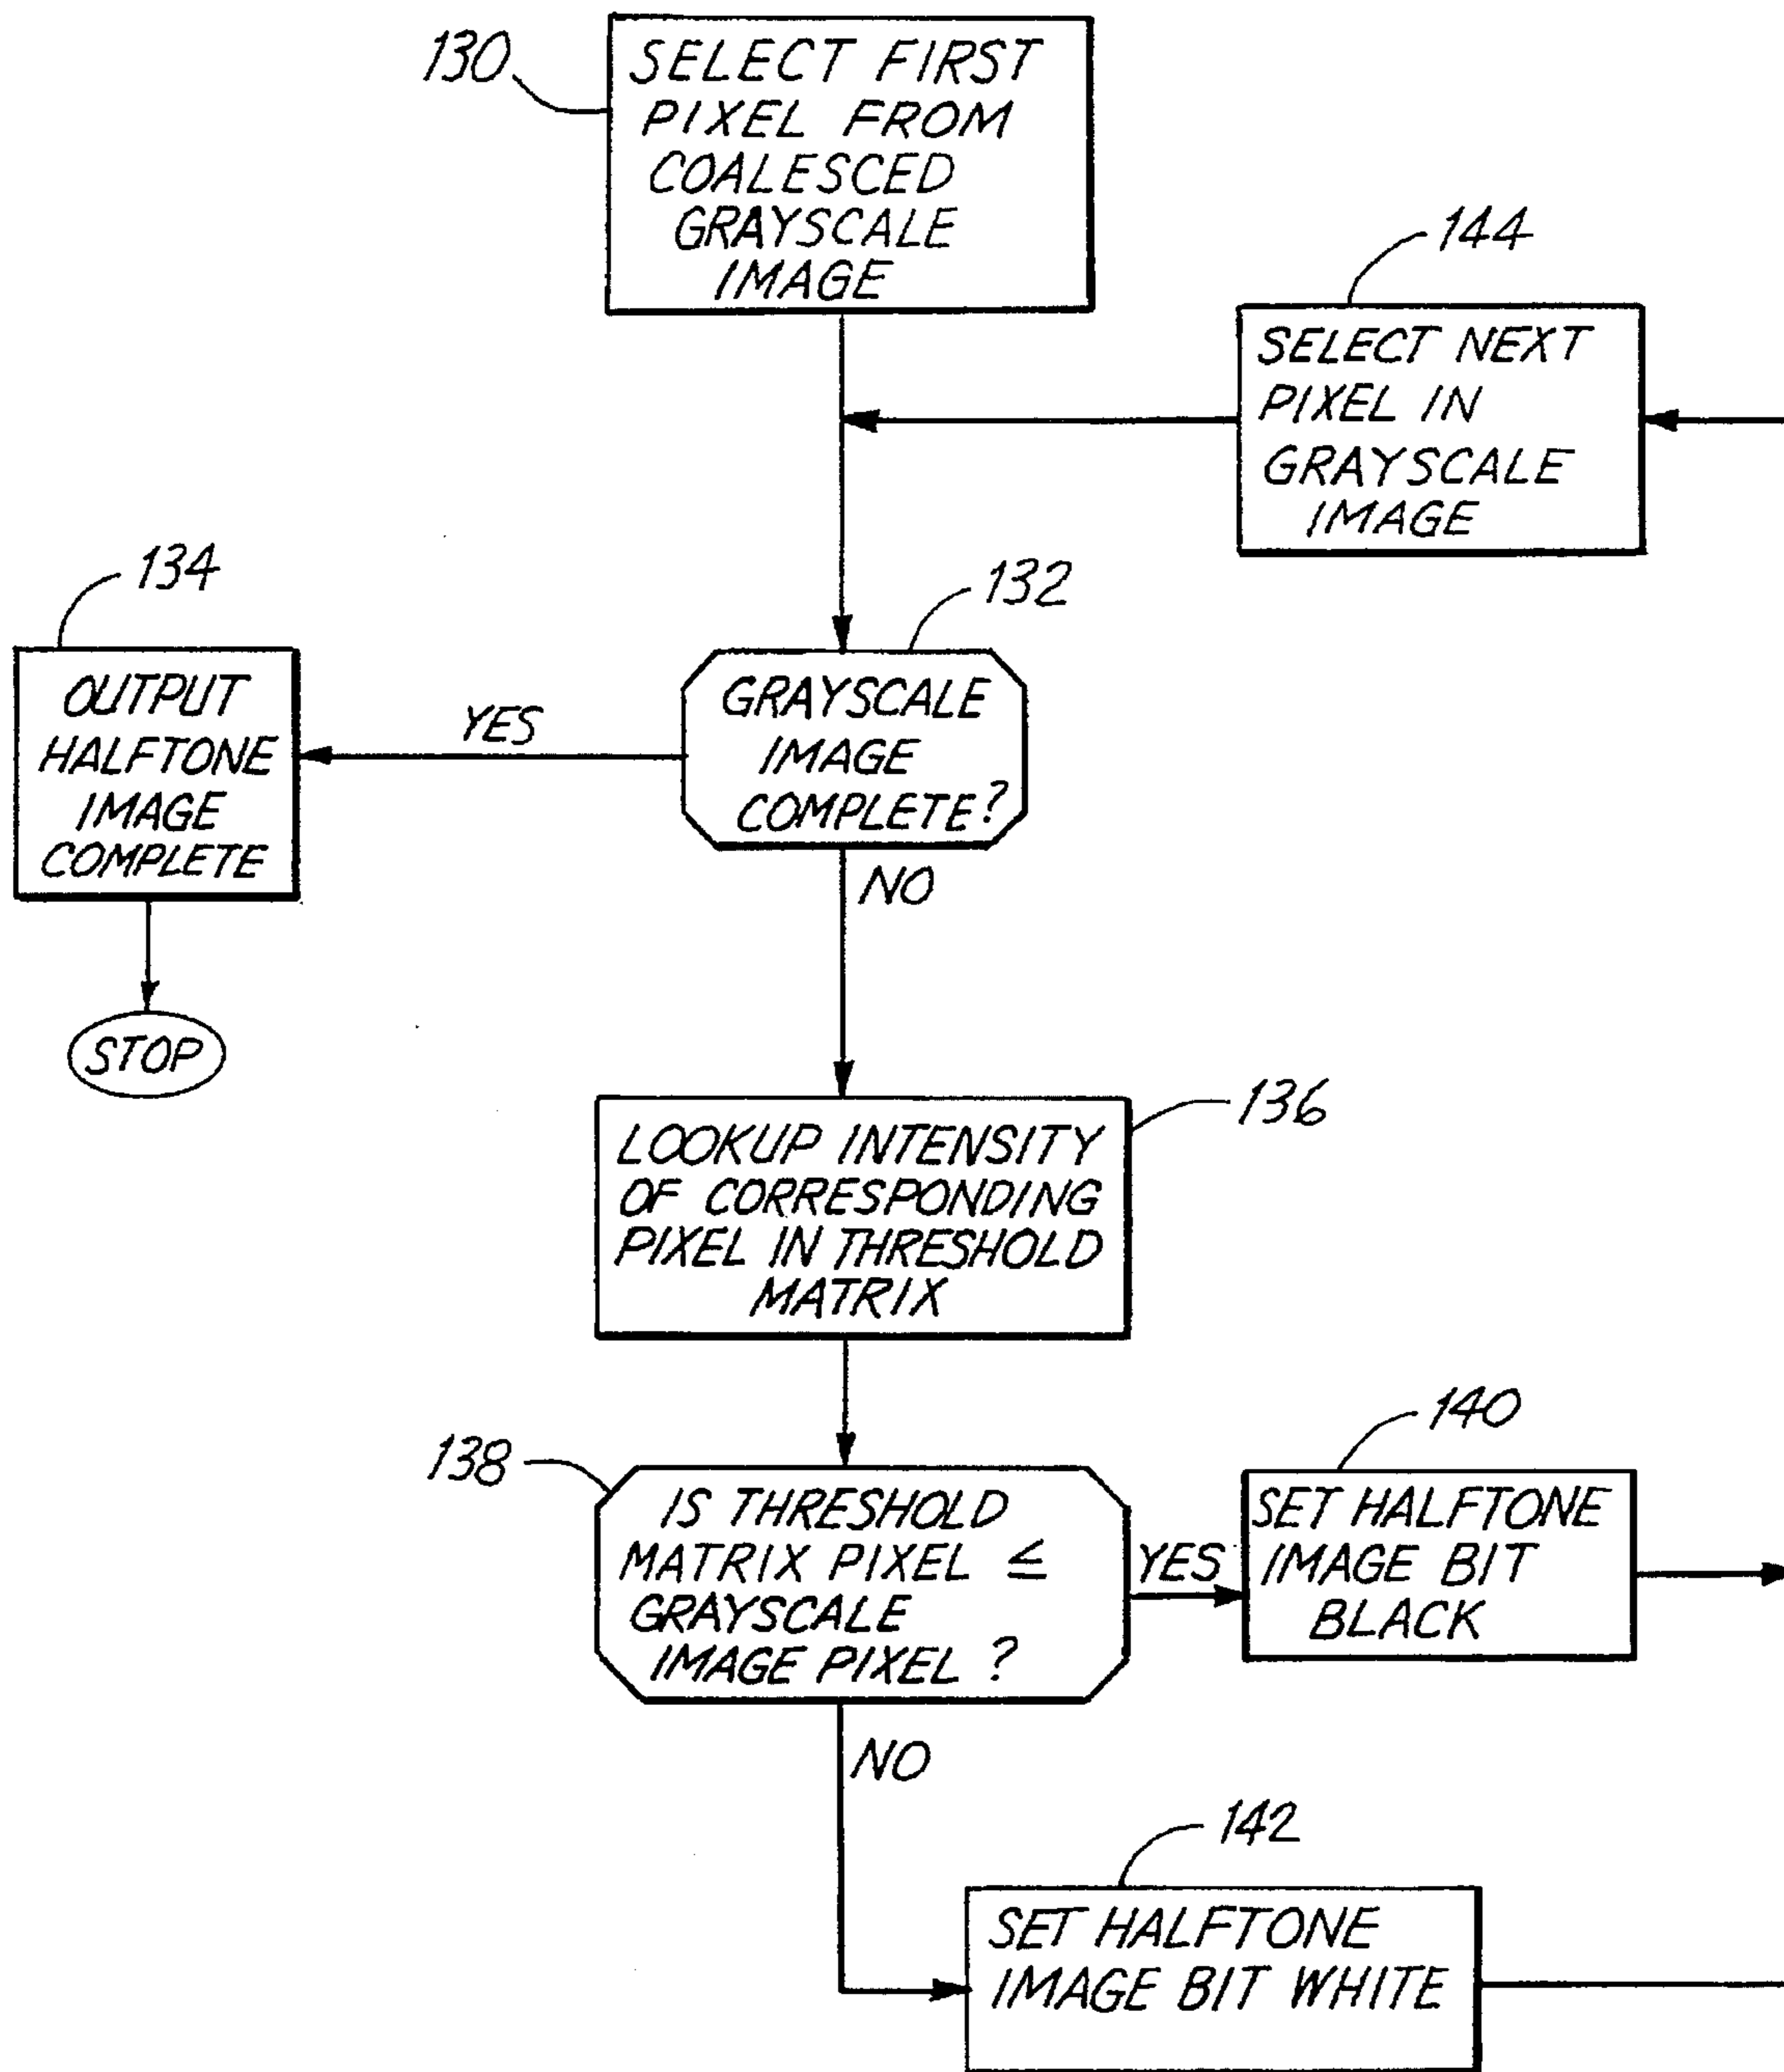 130
SELECT FIRST
PIXEL FROM
COALESCED
GRAYSCALE
IMAGE
144
SELECT NEXT
PIXEL IN
GRAYSCALE
IMAGE
134
OUTPUT
HALFTONE
IMAGE
COMPLETE
YES
132
GRAYSCALE
IMAGE
COMPLETE?
NO
STOP
136
LOOKUP INTENSITY
OF CORRESPONDING
PIXEL IN THRESHOLD
MATRIX
138
IS THRESHOLD
MATRIX PIXEL ≤
GRAYSCALE
IMAGE PIXEL ?
YES
140
SET HALFTONE
IMAGE BIT
BLACK
NO
142
SET HALFTONE
IMAGE BIT WHITE